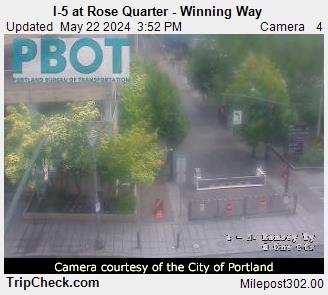 I-5 at Rose Quarter - Winning Way
Updated May 22 2024 3:52 PM Camera 4
PBOT
PORTLAND BUREAU OF TRANSPORTATION
Camera courtesy of the City of Portland
TripCheck.com Milepost302.00